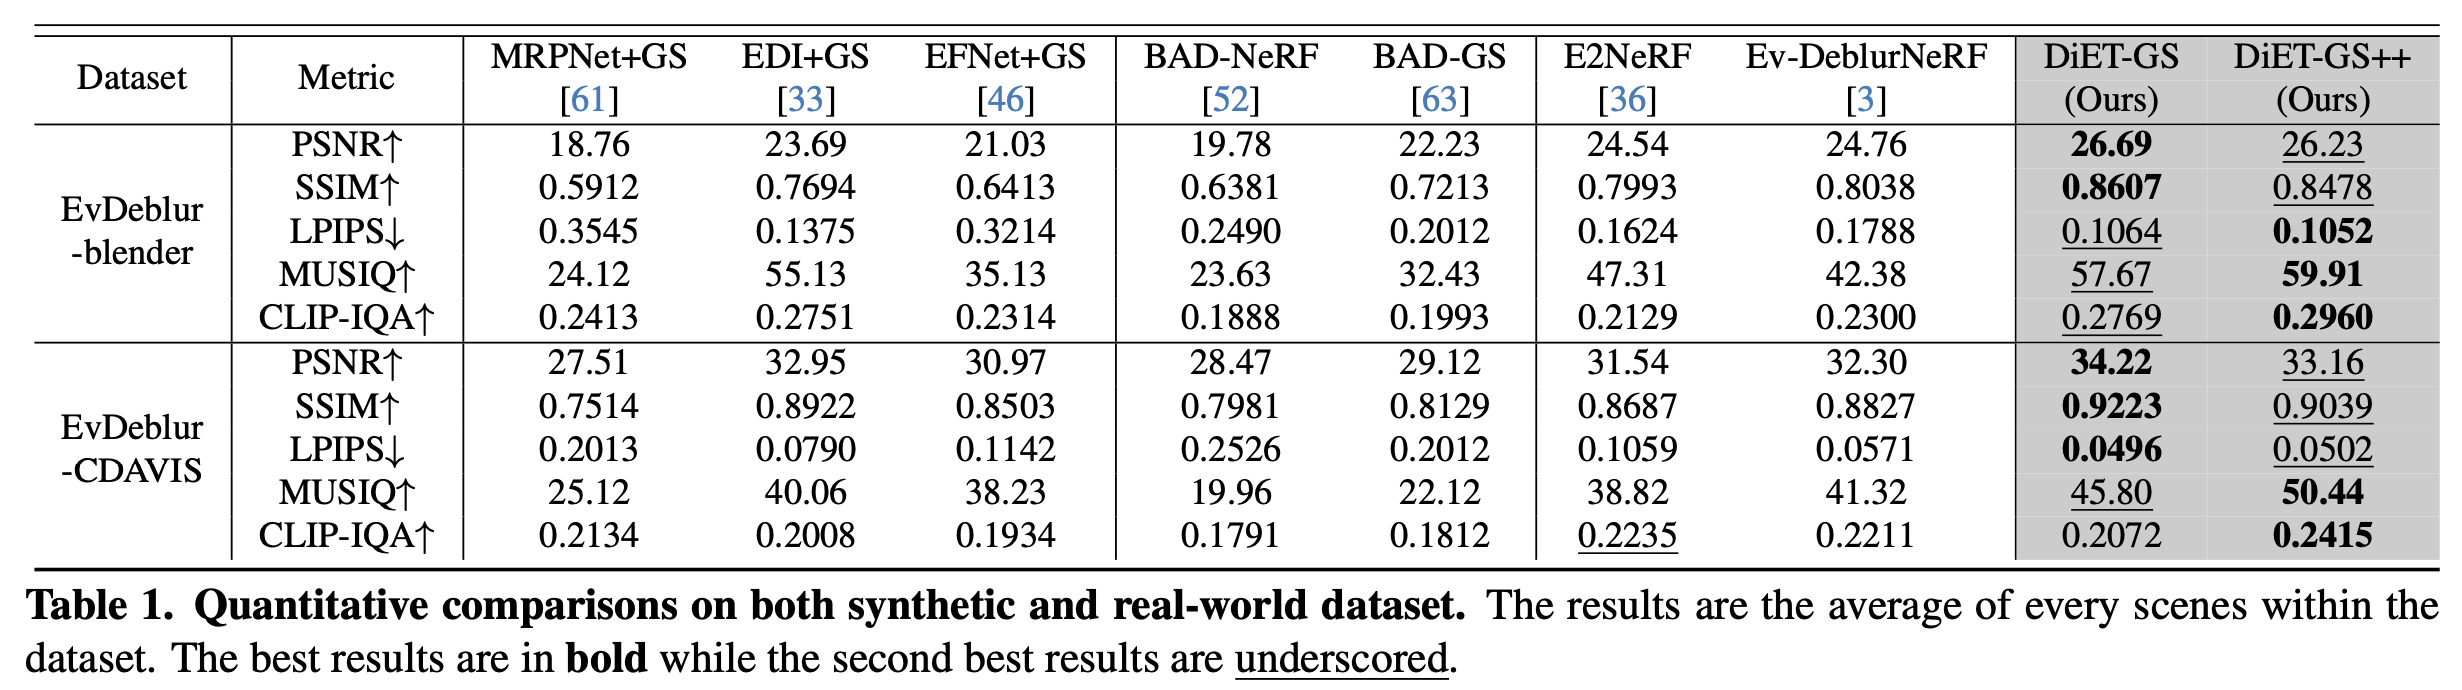 Dataset Metric MRPNet+GS [61] EDI+GS [33] EFNet+GS [46] BAD-NeRF [52] BAD-GS [63] E2NeRF [36] Ev-DeblurNeRF [3] DiET-GS (Ours) DiET-GS++ (Ours)
EvDeblur -blender
PSNR↑ 18.76 23.69 21.03 19.78 22.23 24.54 24.76 26.69 26.23
SSIM↑ 0.5912 0.7694 0.6413 0.6381 0.7213 0.7993 0.8038 0.8607 0.8478
LPIPS↓ 0.3545 0.1375 0.3214 0.2490 0.2012 0.1624 0.1788 0.1064 0.1052
MUSIQ↑ 24.12 55.13 35.13 23.63 32.43 47.31 42.38 57.67 59.91
CLIP-IQA↑ 0.2413 0.2751 0.2314 0.1888 0.1993 0.2129 0.2300 0.2769 0.2960
EvDeblur -CDAVIS
PSNR↑ 27.51 32.95 30.97 28.47 29.12 31.54 32.30 34.22 33.16
SSIM↑ 0.7514 0.8922 0.8503 0.7981 0.8129 0.8687 0.8827 0.9223 0.9039
LPIPS↓ 0.2013 0.0790 0.1142 0.2526 0.2012 0.1059 0.0571 0.0496 0.0502
MUSIQ↑ 25.12 40.06 38.23 19.96 22.12 38.82 41.32 45.80 50.44
CLIP-IQA↑ 0.2134 0.2008 0.1934 0.1791 0.1812 0.2235 0.2211 0.2072 0.2415
Table 1. Quantitative comparisons on both synthetic and real-world dataset. The results are the average of every scenes within the
dataset. The best results are in bold while the second best results are underscored.